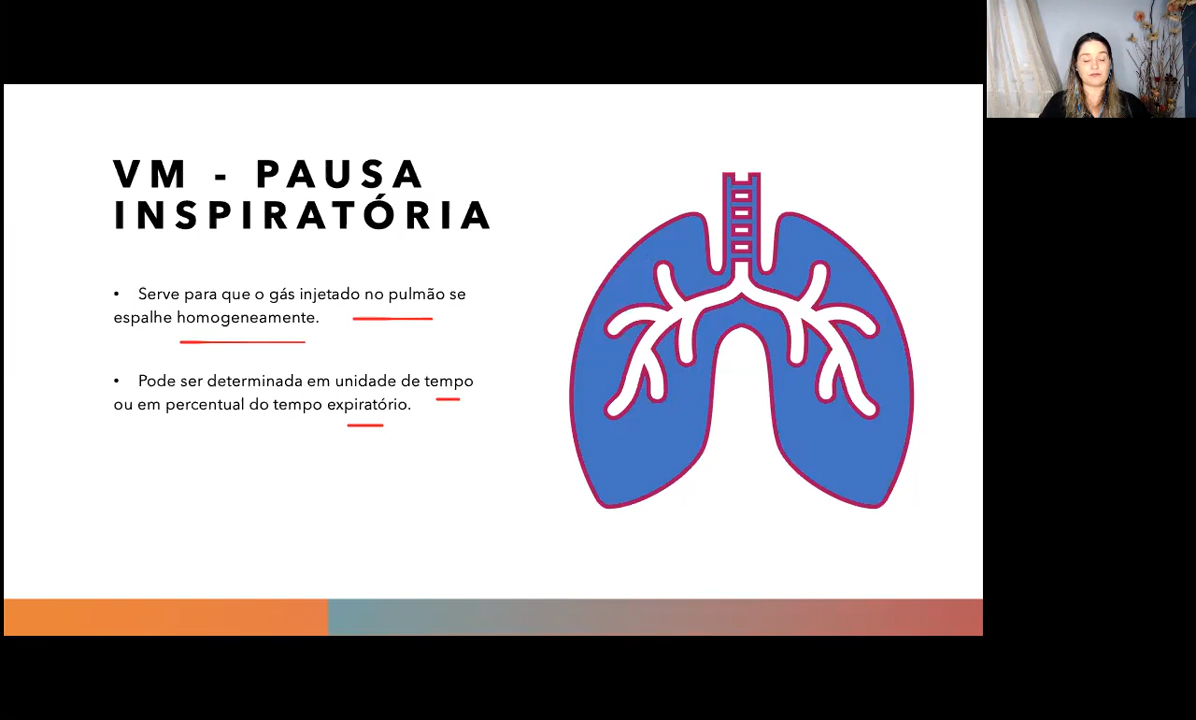 VM - PAUSA
INSPIRATÓRIA
• Serve para que o gás injetado no pulmão se
espalhe homogeneamente.
• Pode ser determinada em unidade de tempo
ou em percentual do tempo expiratório.